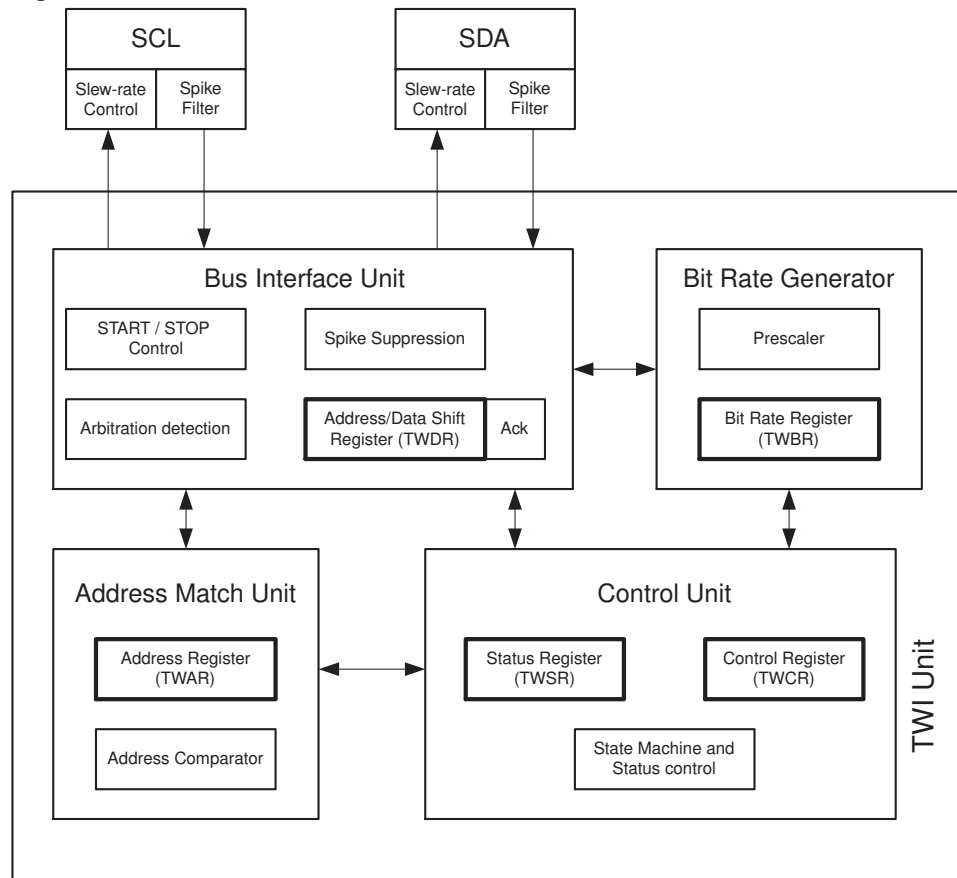 SCL
SDA
Slew-rate
Control
Spike
Filter
Slew-rate
Control
Spike
Filter
Bus Interface Unit
START / STOP
Control
Spike Suppression
Arbitration detection
Address/Data Shift
Register (TWDR)
Ack
Bit Rate Generator
Prescaler
Bit Rate Register
(TWBR)
Address Match Unit
Address Register
(TWAR)
Address Comparator
Control Unit
Status Register
(TWSR)
Control Register
(TWCR)
State Machine and
Status control
TWI Unit